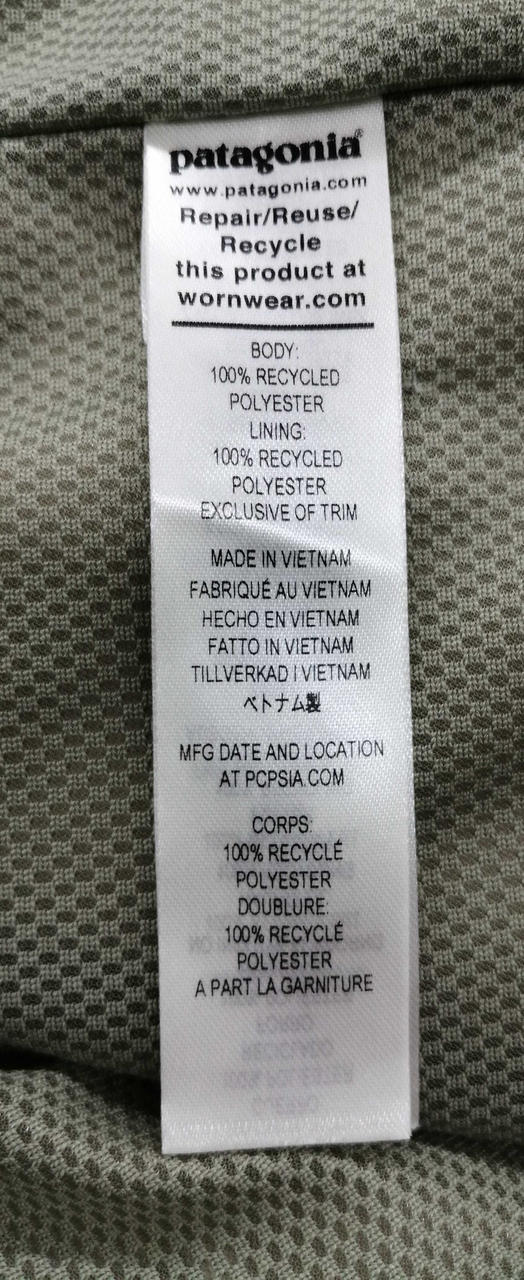 patagonia®
www.patagonia.com
Repair/Reuse/
Recycle
this product at
wornwear.com
BODY:
100% RECYCLED
POLYESTER
LINING:
100% RECYCLED
POLYESTER
EXCLUSIVE OF TRIM
MADE IN VIETNAM
FABRIQUÉ AU VIETNAM
HECHO EN VIETNAM
FATTO IN VIETNAM
TILLVERKAD I VIETNAM
ベトナム製
MFG DATE AND LOCATION
AT PCPSIA.COM
CORPS:
100% RECYCLÉ
POLYESTER
DOUBLURE:
100% RECYCLÉ
POLYESTER
A PART LA GARNITURE